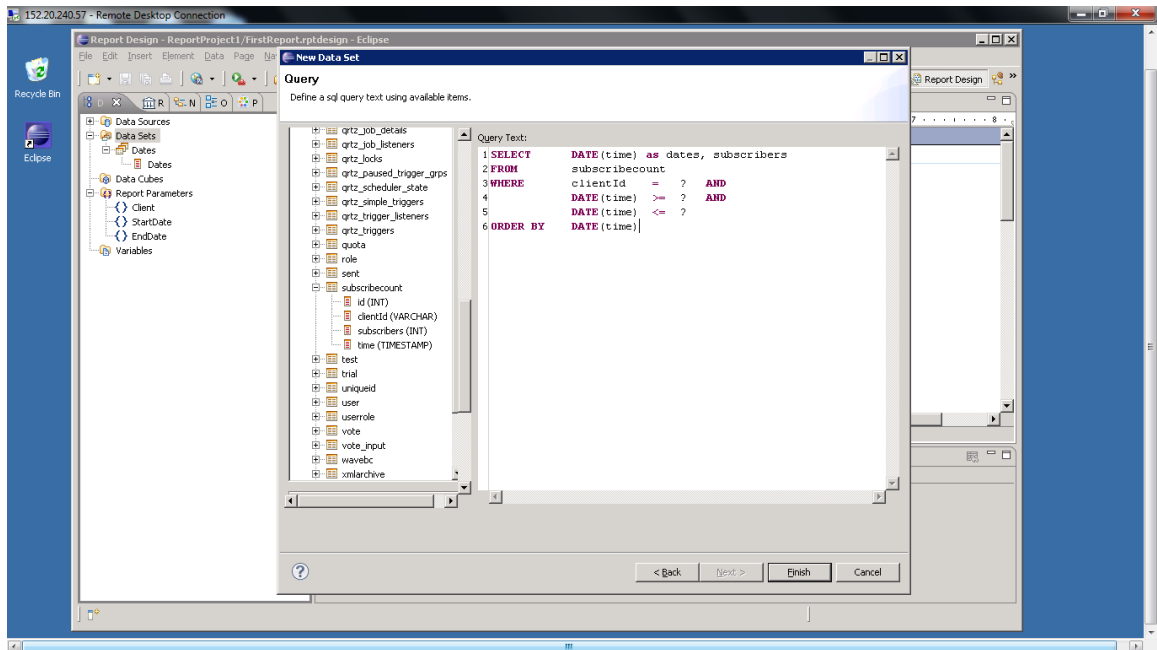 152.20.240.57 - Remote Desktop Connection
Report Design - ReportProject1/FirstReport.rptdesign - Eclipse
File Edit Insert Element Data Page
Recycle Bin
Eclipse
Report Design
Data Sources
Data Sets
Dates
Dates
Data Cubes
Report Parameters
Client
StartDate
EndDate
Variables
New Data Set
Query
Define a sql query text using available items.
qrtz_job_details
qrtz_job_listeners
qrtz_locks
qrtz_paused_trigger_grps
qrtz_scheduler_state
qrtz_simple_triggers
qrtz_trigger_listeners
qrtz_triggers
quota
role
sent
subscribecount
id (INT)
clientId (VARCHAR)
subscribers (INT)
time (TIMESTAMP)
test
trial
uniqueid
user
userrole
vote
vote_input
wavebc
xmlarchive
Query Text:
1 SELECT DATE(time) as dates, subscribers
2 FROM subscribecount
3 WHERE clientId = ? AND
4 DATE(time) >= ? AND
5 DATE(time) <= ?
6 ORDER BY DATE(time)
< Back Next > Finish Cancel